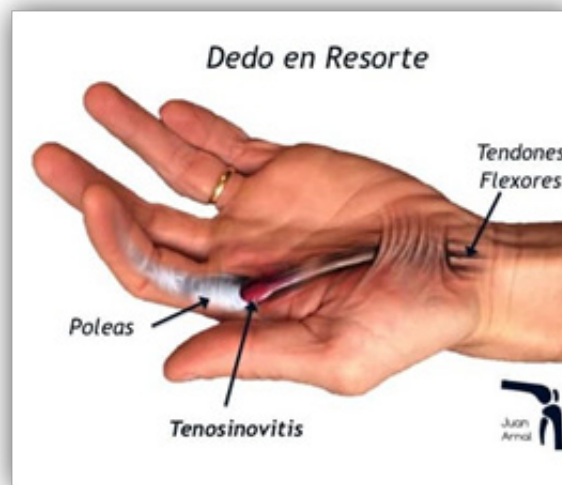 Dedo en Resorte
Tendones
Flexores
Poleas
Tenosinovitis
Juan
Arnal